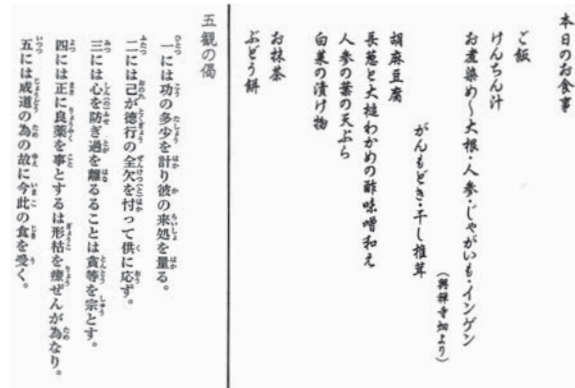 本日のお食事
ご飯
けんちん汁
お煮染め〜大根・人参・じゃがいも・インゲン
がんもどき・干し椎茸
(興禅寺畑より)
胡麻豆腐
長葱と大槌わかめの酢味噌和え
人参の葉の天ぷら
白菜の漬け物
お抹茶
ぶどう餅
五観の偈
一には功の多少を計り彼の来処を量る。
二には己が徳行の全欠を忖って供に応ず。
三には心を防ぎ過を離るることは貪等を宗とす。
四には正に良薬を事とするは形枯を療ぜんが為なり。
五には成道の為の故に今此の食を受く。